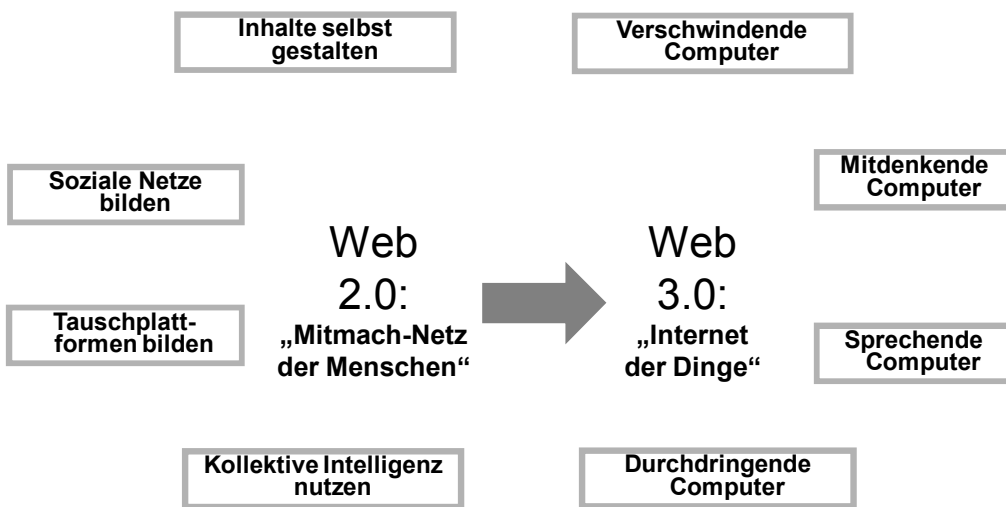 Inhalte selbst
gestalten
Verschwindende
Computer
Soziale Netze
bilden
Mitdenkende
Computer
Web
2.0:
„Mitmach-Netz
der Menschen“
Web
3.0:
„Internet
der Dinge“
Tauschplatt-
formen bilden
Sprechende
Computer
Kollektive Intelligenz
nutzen
Durchdringende
Computer